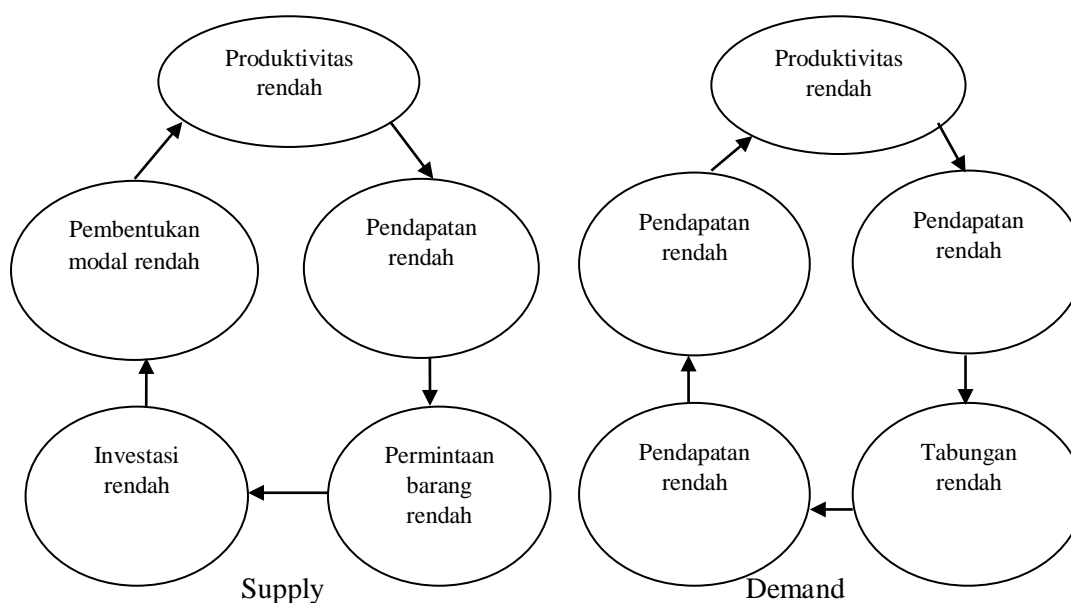 Produktivitas
rendah
Pendapatan
rendah
Permintaan
barang
rendah
Investasi
rendah
Pembentukan
modal rendah
Supply
Produktivitas
rendah
Pendapatan
rendah
Tabungan
rendah
Pendapatan
rendah
Pendapatan
rendah
Demand